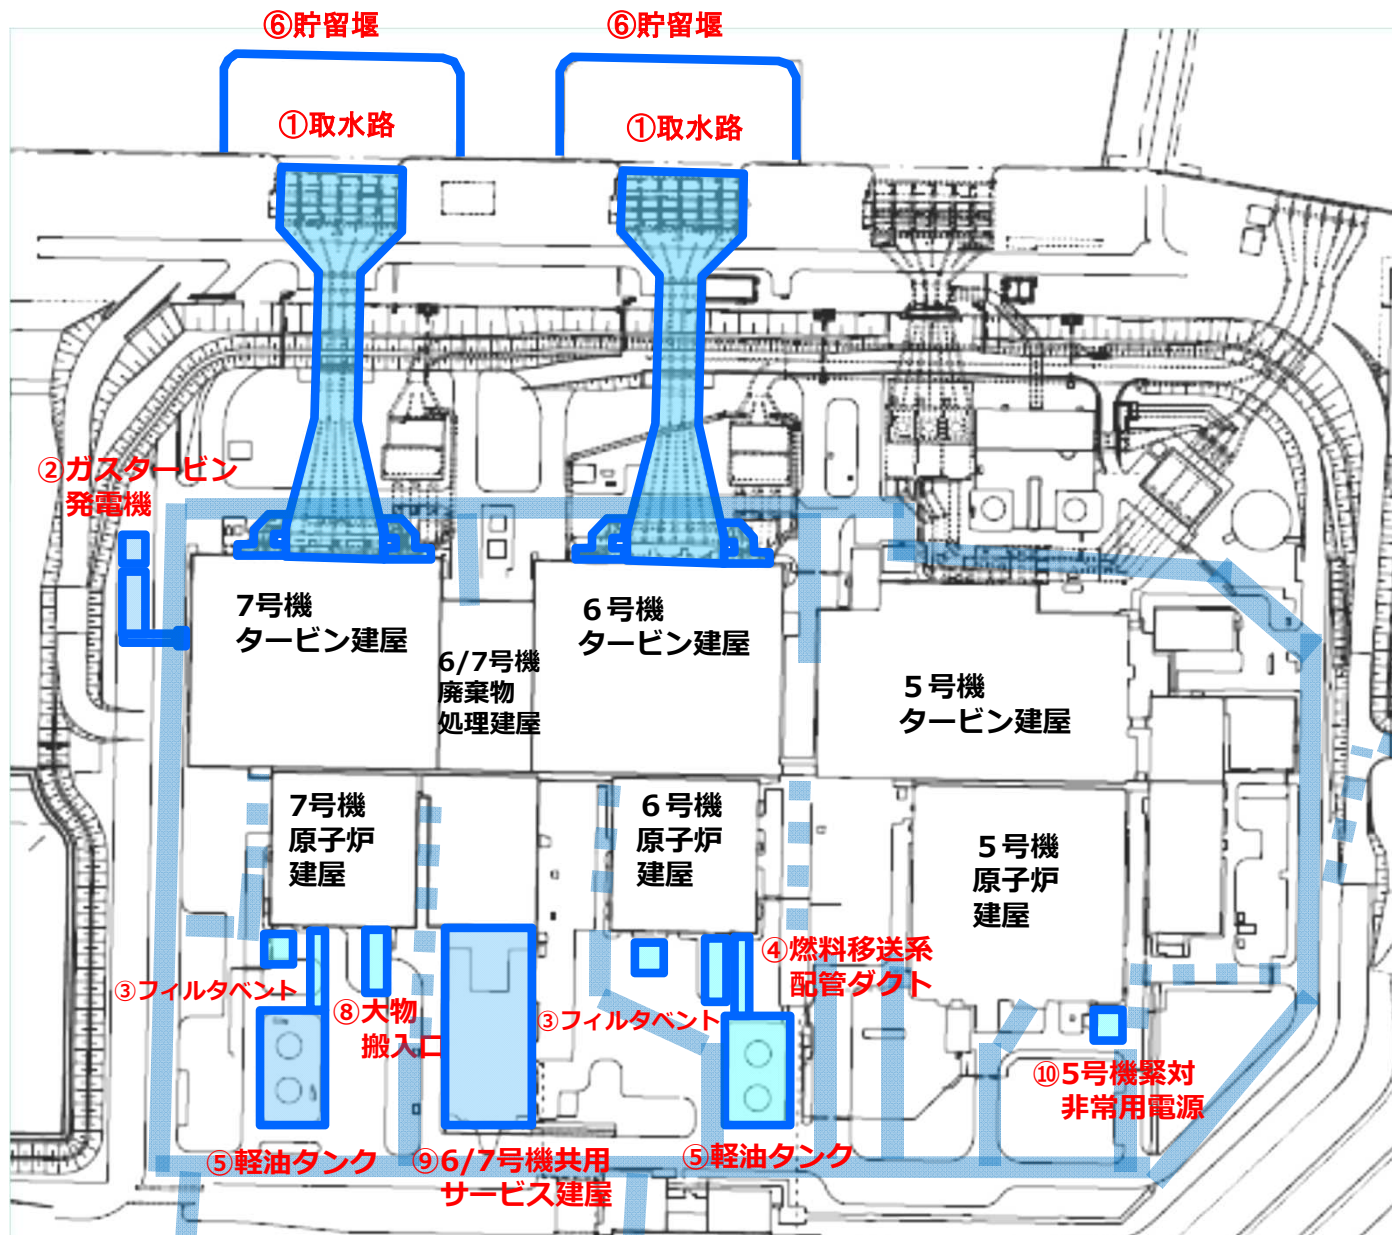 ⑥貯留堰
⑥貯留堰
①取水路
①取水路
②ガスタービン
発電機
7号機
タービン建屋
6/7号機
廃棄物
処理建屋
６号機
タービン建屋
５号機
タービン建屋
7号機
原子炉
建屋
６号機
原子炉
建屋
５号機
原子炉
建屋
③フィルタベント
⑧大物
搬入口
③フィルタベント
④燃料移送系
配管ダクト
⑩5号機緊対
非常用電源
⑤軽油タンク
⑨6/7号機共用
サービス建屋
⑤軽油タンク